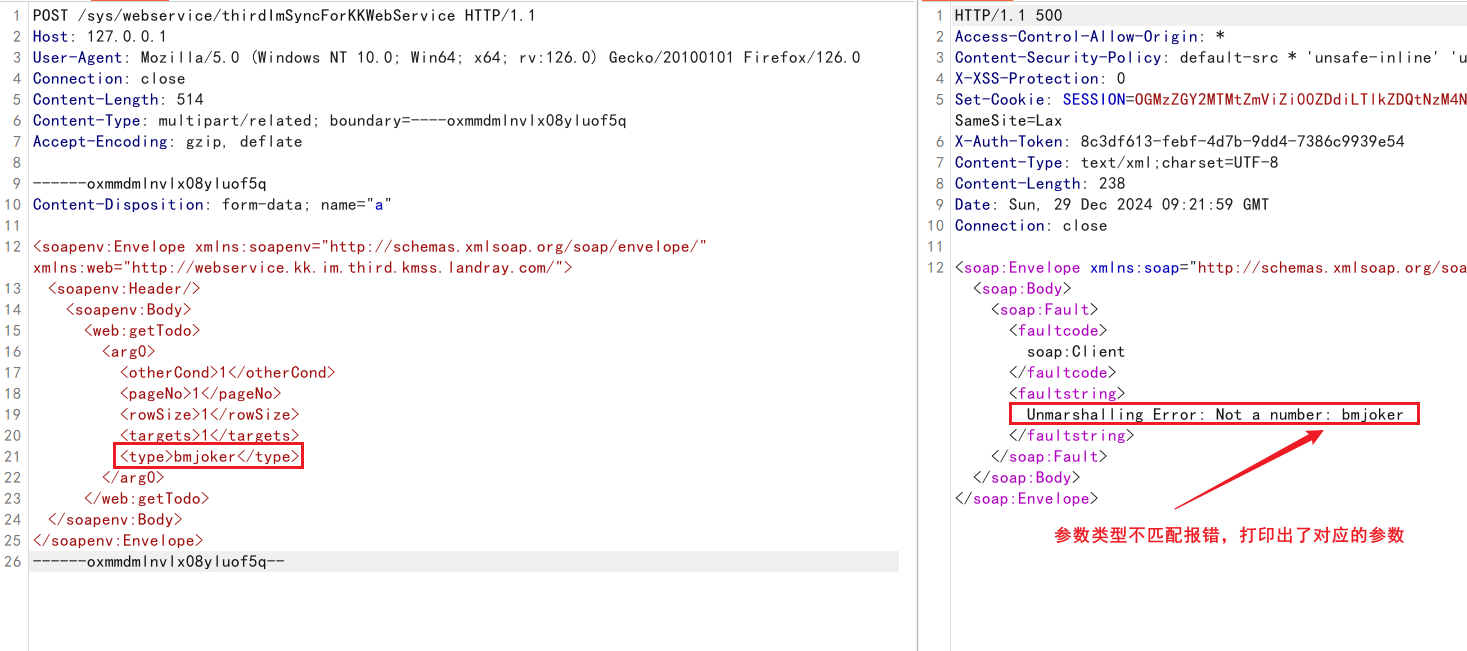 1 POST /sys/webservice/thirdImSyncForKKWebService HTTP/1.1
2 Host: 127.0.0.1
3 User-Agent: Mozilla/5.0 (Windows NT 10.0; Win64; x64; rv:126.0) Gecko/20100101 Firefox/126.0
4 Connection: close
5 Content-Length: 514
6 Content-Type: multipart/related; boundary=----oxmmdmlnvlx08yluof5q
7 Accept-Encoding: gzip, deflate
8
9 ------oxmmdmlnvlx08yluof5q
10 Content-Disposition: form-data; name="a"
11
12 <soapenv:Envelope xmlns:soapenv="http://schemas.xmlsoap.org/soap/envelope/"
xmlns:web="http://webservice.kk.im.third.kmss.landray.com/">
13 <soapenv:Header/>
14 <soapenv:Body>
15 <web:getTodo>
16 <arg0>
17 <otherCond>1</otherCond>
18 <pageNo>1</pageNo>
19 <rowSize>1</rowSize>
20 <targets>1</targets>
21 <type>bmjoker</type>
22 </arg0>
23 </web:getTodo>
24 </soapenv:Body>
25 </soapenv:Envelope>
26 ------oxmmdmlnvlx08yluof5q--
1 HTTP/1.1 500
2 Access-Control-Allow-Origin: *
3 Content-Security-Policy: default-src * 'unsafe-inline' 'u
4 X-XSS-Protection: 0
5 Set-Cookie: SESSION=OGMzZGY2MTMtZmViZi00ZDdiLTlkZDQtNzM4N
SameSite=Lax
6 X-Auth-Token: 8c3df613-febf-4d7b-9dd4-7386c9939e54
7 Content-Type: text/xml;charset=UTF-8
8 Content-Length: 238
9 Date: Sun, 29 Dec 2024 09:21:59 GMT
10 Connection: close
11
12 <soap:Envelope xmlns:soap="http://schemas.xmlsoap.org/soa
<soap:Body>
<soap:Fault>
<faultcode>
soap:Client
</faultcode>
<faultstring>
Unmarshalling Error: Not a number: bmjoker
</faultstring>
</soap:Fault>
</soap:Body>
</soap:Envelope>
参数类型不匹配报错，打印出了对应的参数